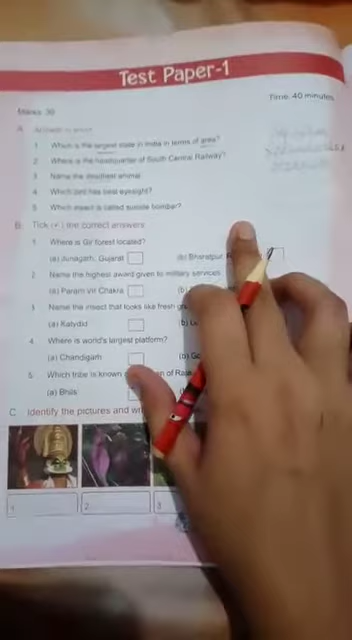 Test Paper-1
Marks: 30
Time: 40 minutes
A
1 Which is the largest state in India in terms of area?
2 Where is the headquarter of South Central Railway?
3 Name the deadliest animal
4 Which bird has best eyesight?
5 Which insect is called suicide bomber?
B Tick (✓) the correct answers
1 Where is Gir forest located?
(a) Junagarh, Gujarat (b) Bharatpur,
2 Name the highest award given to military services
(a) Param Vir Chakra (b)
3 Name the insect that looks like fresh
(a) Katydid (b)
4 Where is world's largest platform?
(a) Chandigarh (b)
5 Which tribe is known of
(a) Bhils
C Identify the pictures and
1 2 3